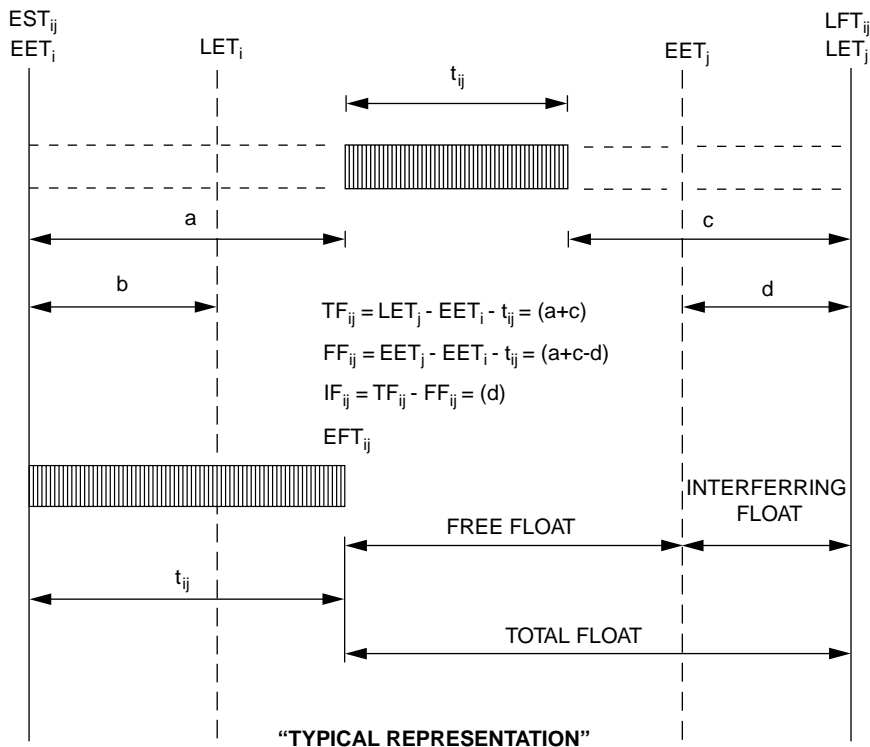 EST_ij LFT_ij
EET_i LET_i EET_j LET_j
t_ij
a c
b d
TF_ij = LET_j - EET_i - t_ij = (a+c)
FF_ij = EET_j - EET_i - t_ij = (a+c-d)
IF_ij = TF_ij - FF_ij = (d)
EFT_ij
INTERFERRING
FLOAT
FREE FLOAT
t_ij
TOTAL FLOAT
“TYPICAL REPRESENTATION”